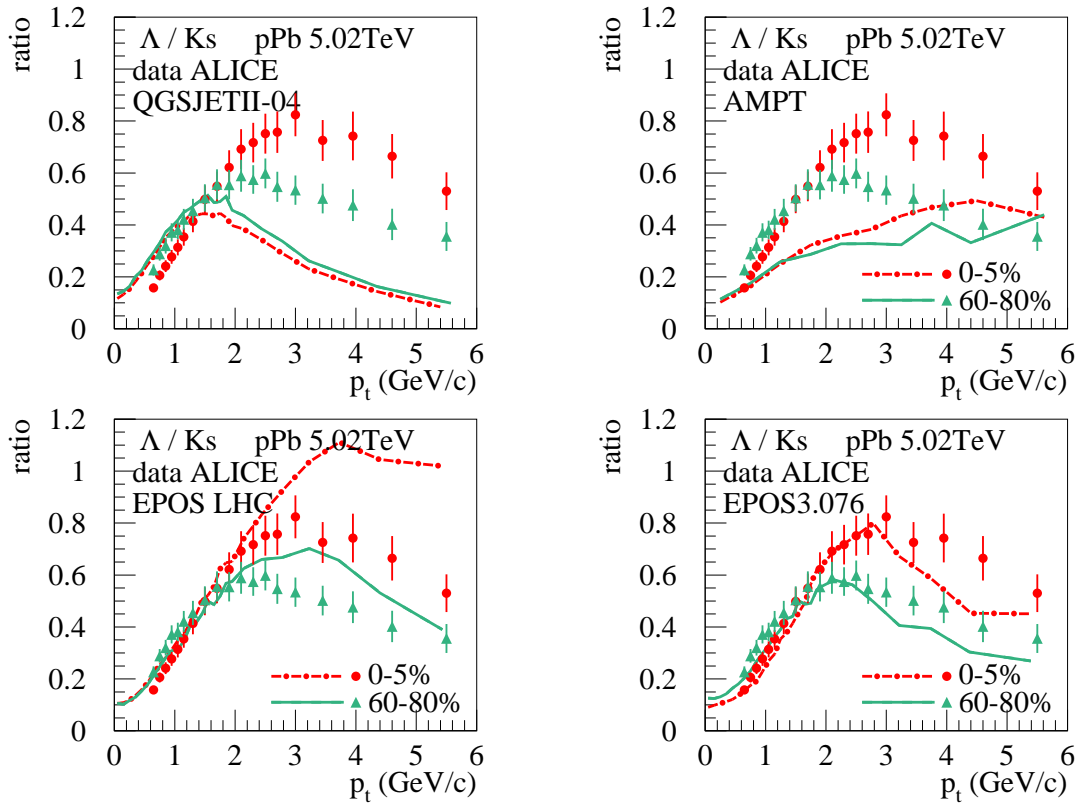 ratio
1.2
1
0.8
0.6
0.4
0.2
0
Λ / Ks pPb 5.02TeV
data ALICE
QGSJETII-04
0 1 2 3 4 5 6
p_t (GeV/c)
ratio
1.2
1
0.8
0.6
0.4
0.2
0
Λ / Ks pPb 5.02TeV
data ALICE
AMPT
0-5%
60-80%
0 1 2 3 4 5 6
p_t (GeV/c)
ratio
1.2
1
0.8
0.6
0.4
0.2
0
Λ / Ks pPb 5.02TeV
data ALICE
EPOS LHC
0-5%
60-80%
0 1 2 3 4 5 6
p_t (GeV/c)
ratio
1.2
1
0.8
0.6
0.4
0.2
0
Λ / Ks pPb 5.02TeV
data ALICE
EPOS3.076
0-5%
60-80%
0 1 2 3 4 5 6
p_t (GeV/c)